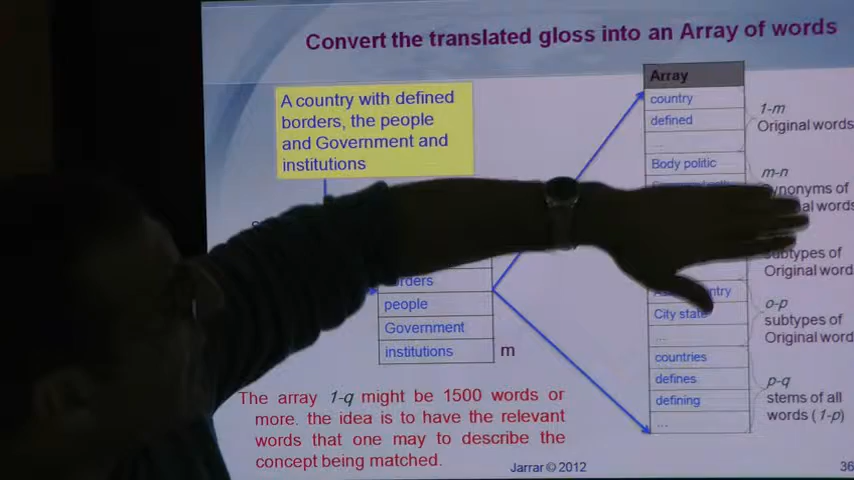 Convert the translated gloss into an Array of words
A country with defined
borders, the people
and Government and
institutions
people
Government
institutions
m
Array
country
defined
...
Body politic
City state
...
countries
defines
defining
...
1-m
Original words
m-n
Synonyms of
words
subtypes of
Original word
o-p
subtypes of
Original word
p-q
stems of all
words (1-p)
The array 1-q might be 1500 words or
more. the idea is to have the relevant
words that one may to describe the
concept being matched.
Jarrar © 2012
36